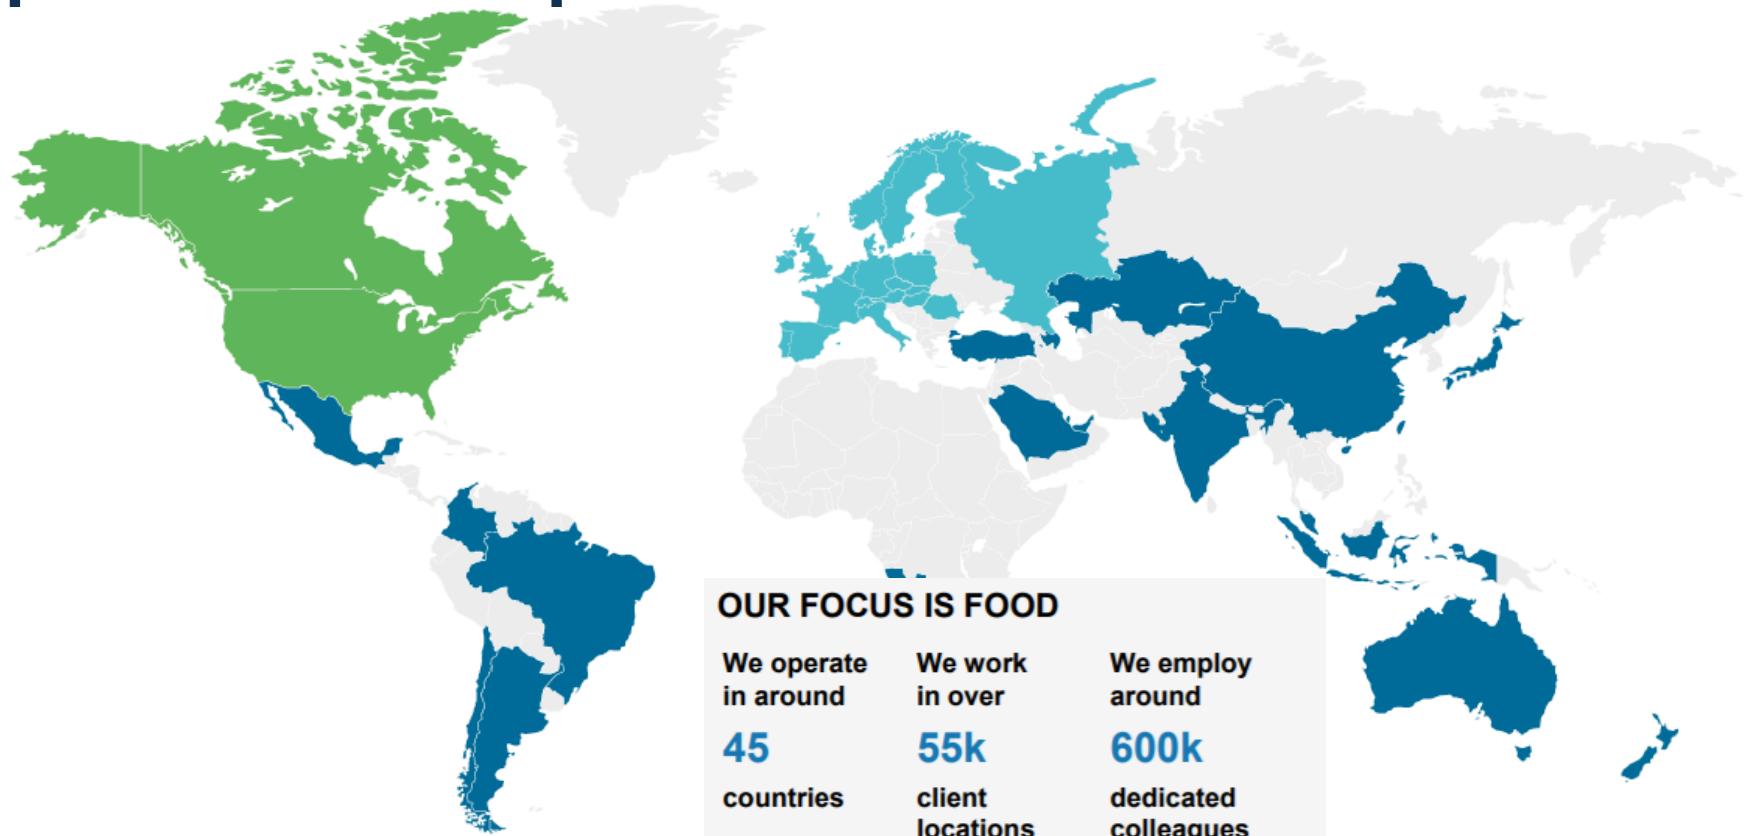 OUR FOCUS IS FOOD
We operate
in around
45
countries
We work
in over
55k
client
locations
We employ
around
600k
dedicated
colleagues